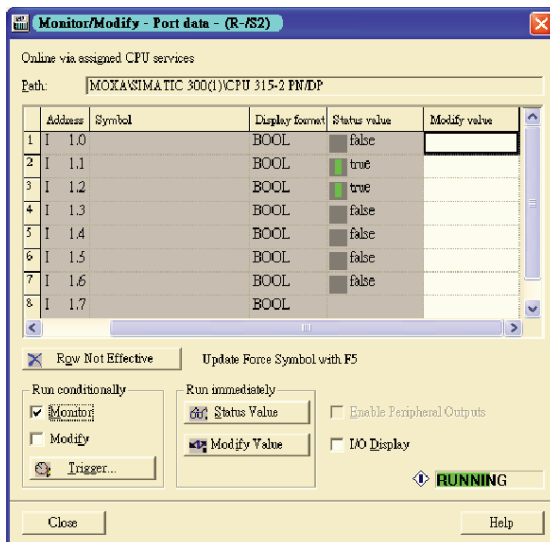 Monitor/Modify - Port data - (R-/S2)
Online via assigned CPU services
Path: MOXA\SIMATIC 300(1)\CPU 315-2 PN/DP
Address Symbol Display format Status value Modify value
1 I 1.0 BOOL false
2 I 1.1 BOOL true
3 I 1.2 BOOL true
4 I 1.3 BOOL false
5 I 1.4 BOOL false
6 I 1.5 BOOL false
7 I 1.6 BOOL false
8 I 1.7 BOOL
Row Not Effective Update Force Symbol with F5
Run conditionally Run immediately
Monitor Status Value Enable Peripheral Outputs
Modify Modify Value I/O Display
Trigger...
RUNNING
Close Help